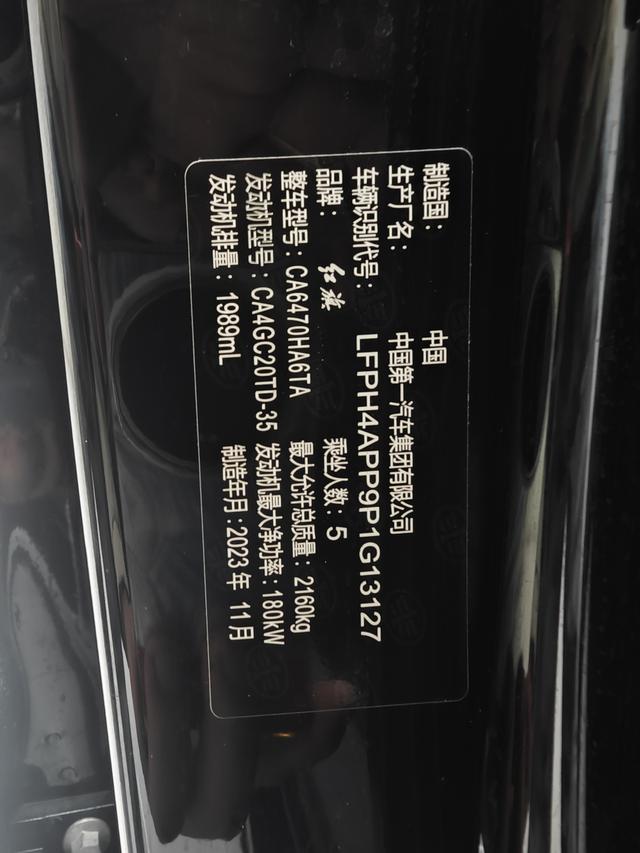 制造国： 中国
生产厂名： 中国第一汽车集团有限公司
车辆识别代号： LFPH4APP9P1G13127
品牌： 红旗 乘坐人数：5
整车型号：CA6470HA6TA 最大允许总质量：2160kg
发动机型号：CA4GC20TD-35 发动机最大净功率：180kW
发动机排量：1989mL 制造年月：2023年 11月